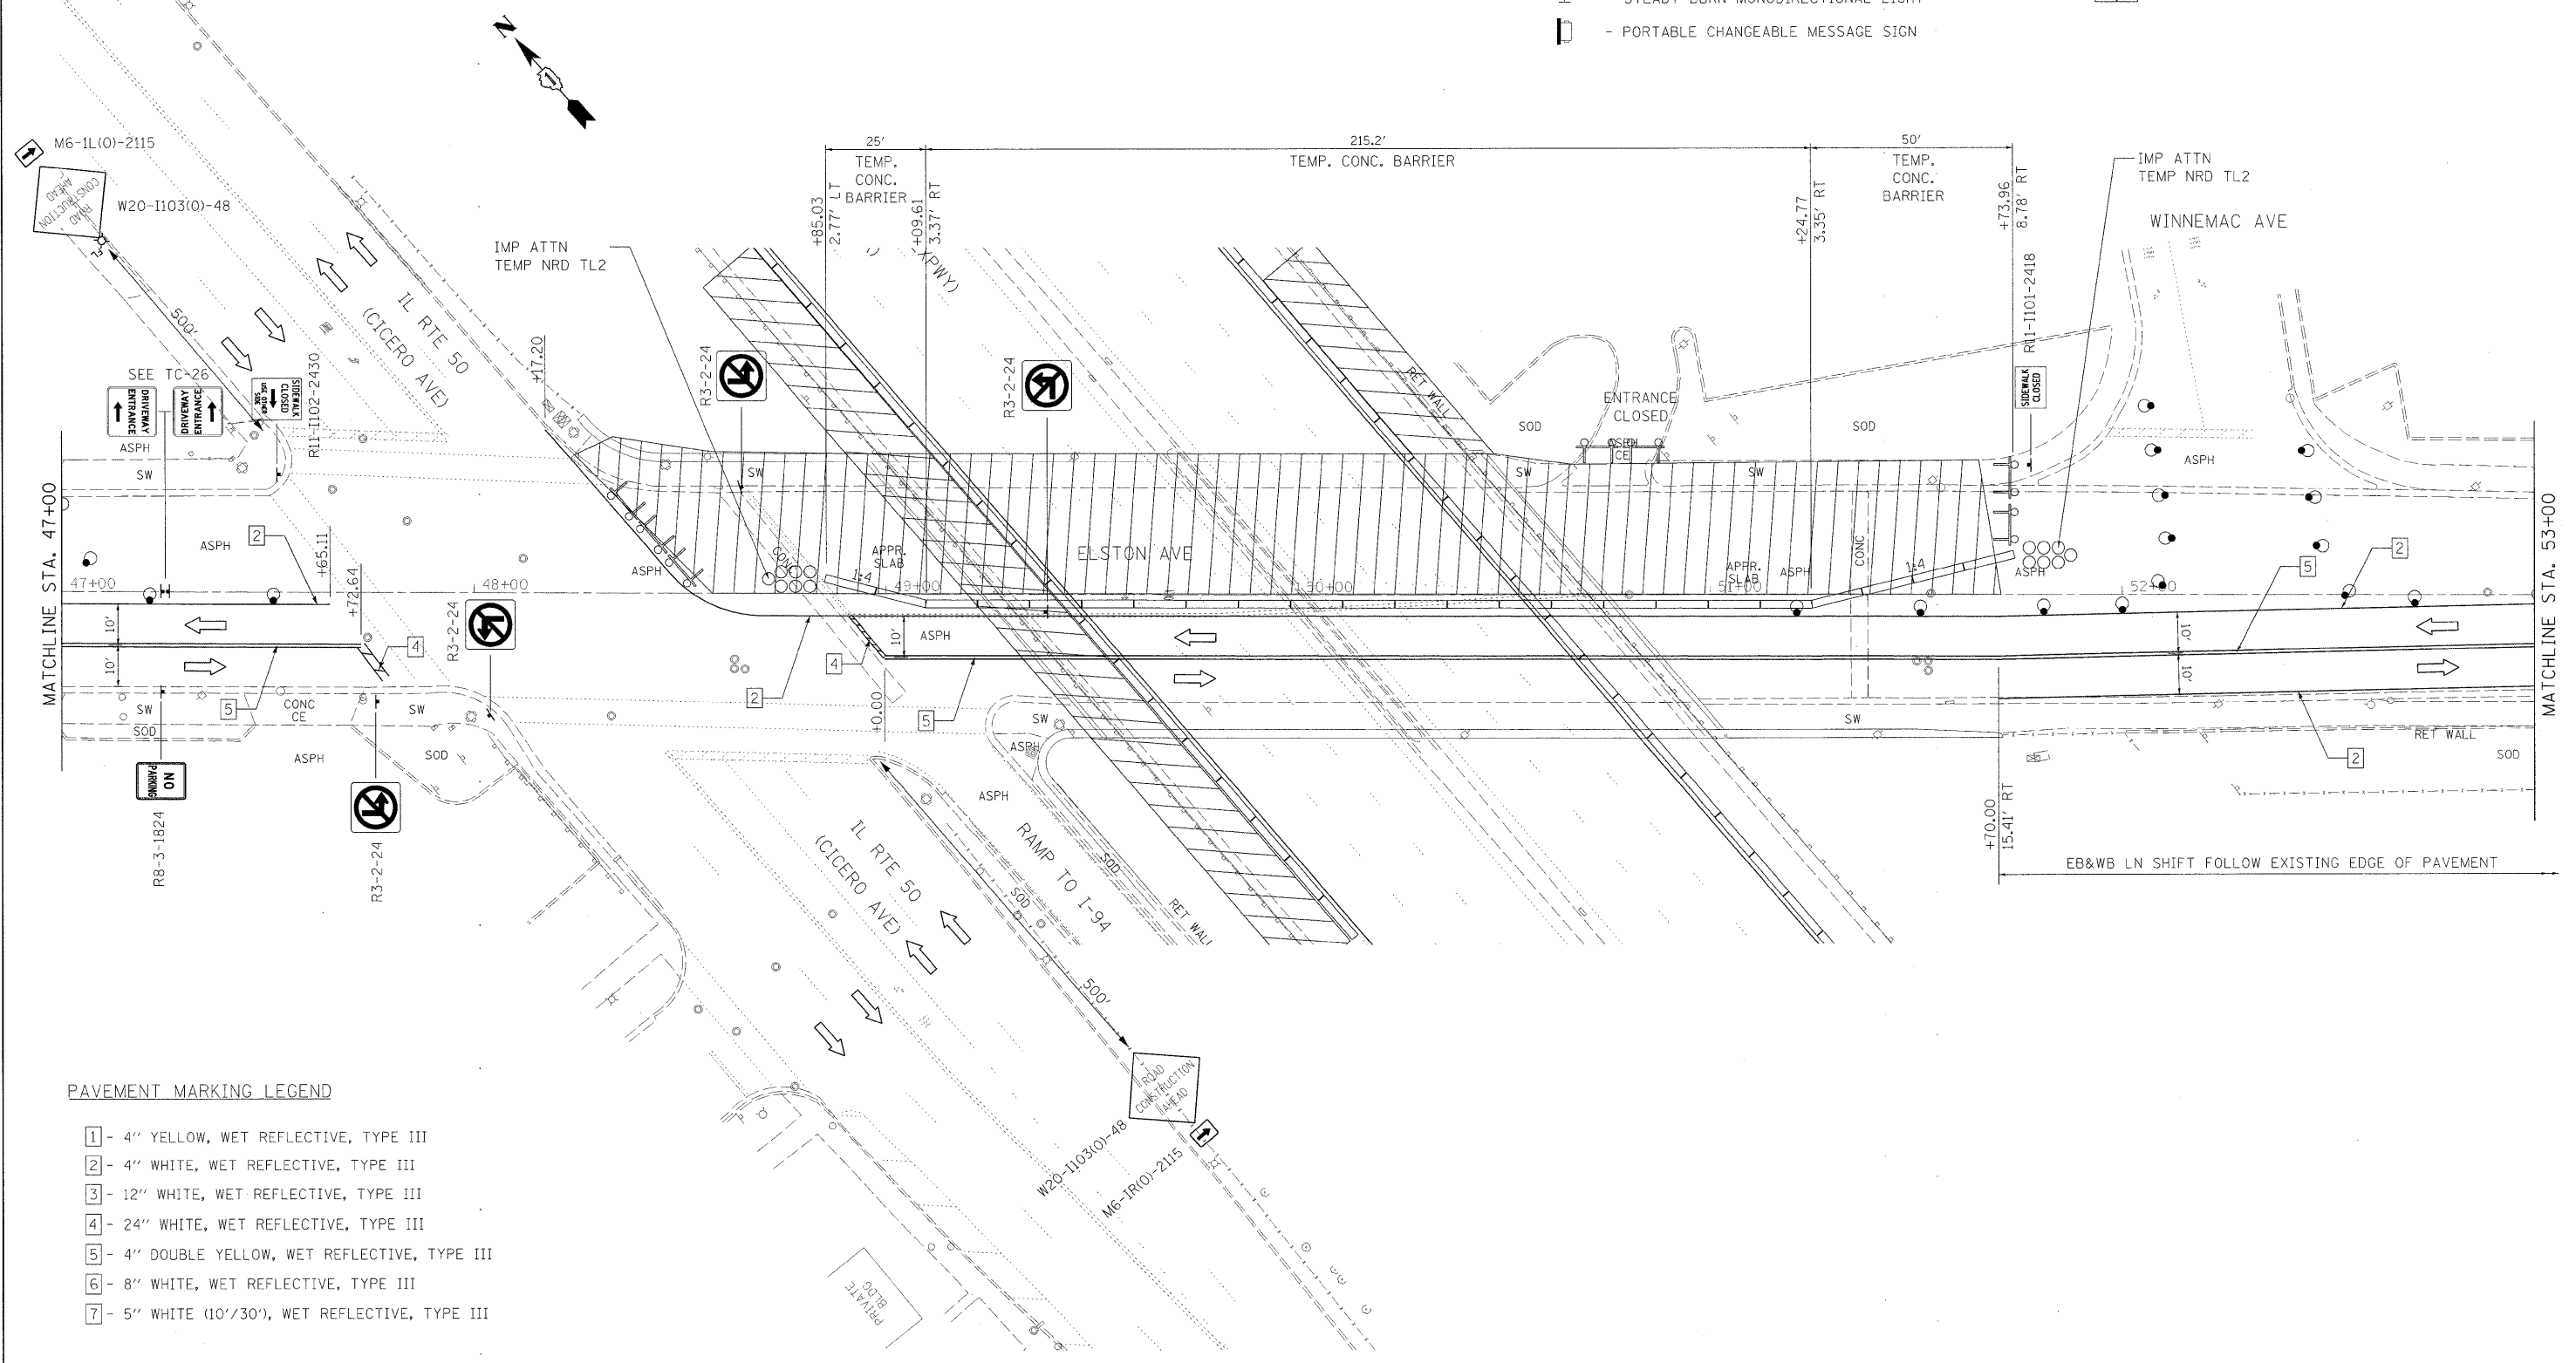 - PORTABLE CHANGEABLE MESSAGE SIGN
N
M6-1L(O)-2115
ROAD
CONSTRUCTION
AHEAD
W20-I103(O)-48
FL
500'
IL RTE 50
(CICERO AVE)
SEE TC-26
DRIVEWAY
ENTRANCE
DRIVEWAY
ENTRANCE
SIDEWALK
CLOSED
USE OTHER
SIDE
R11-I102-2430
25'
TEMP.
CONC.
BARRIER
215.2'
TEMP. CONC. BARRIER
50'
TEMP.
CONC.
BARRIER
+85.03
2.77' LT
+09.61
3.37' RT
+24.77
3.35' RT
+73.96
8.78' RT
IMP ATTN
TEMP NRD TL2
IMP ATTN
TEMP NRD TL2
WINNEMAC AVE
XPWY)
+17.20
R3-2-24
R3-2-24
RET WALL
ENTRANCE
CLOSED
SOD
SOD
CE
R11-I101-2418
SIDEWALK
CLOSED
ASPH
SW
SW
SW
SW
ASPH
MATCHLINE STA. 47+00
2
ASPH
+65.11
+72.64
47+00
48+00
ASPH
CONC
APPR.
SLAB
1:4
49+00
ELSTON AVE
50+00
APPR.
SLAB
51+00
ASPH
CONC
1:4
ASPH
52+00
2
5
MATCHLINE STA. 53+00
10'
10'
4
R3-2-24
10'
ASPH
4
2
5
+0.00
10'
10'
5
SW
CONC
CE
SW
SOD
ASPH
SOD
SW
ASPH
SW
RET WALL
SOD
2
NO
PARKING
R8-3-1824
R3-2-24
ASPH
RAMP TO I-94
SOD
SOD
RET WALL
IL RTE 50
(CICERO AVE)
+70.00
15.41' RT
EB&WB LN SHIFT FOLLOW EXISTING EDGE OF PAVEMENT
500'
ROAD
CONSTRUCTION
AHEAD
W20-I103(O)-48
M6-1R(O)-2115
PRIVATE
BLDG
PAVEMENT MARKING LEGEND
1 - 4" YELLOW, WET REFLECTIVE, TYPE III
2 - 4" WHITE, WET REFLECTIVE, TYPE III
3 - 12" WHITE, WET REFLECTIVE, TYPE III
4 - 24" WHITE, WET REFLECTIVE, TYPE III
5 - 4" DOUBLE YELLOW, WET REFLECTIVE, TYPE III
6 - 8" WHITE, WET REFLECTIVE, TYPE III
7 - 5" WHITE (10'/30'), WET REFLECTIVE, TYPE III